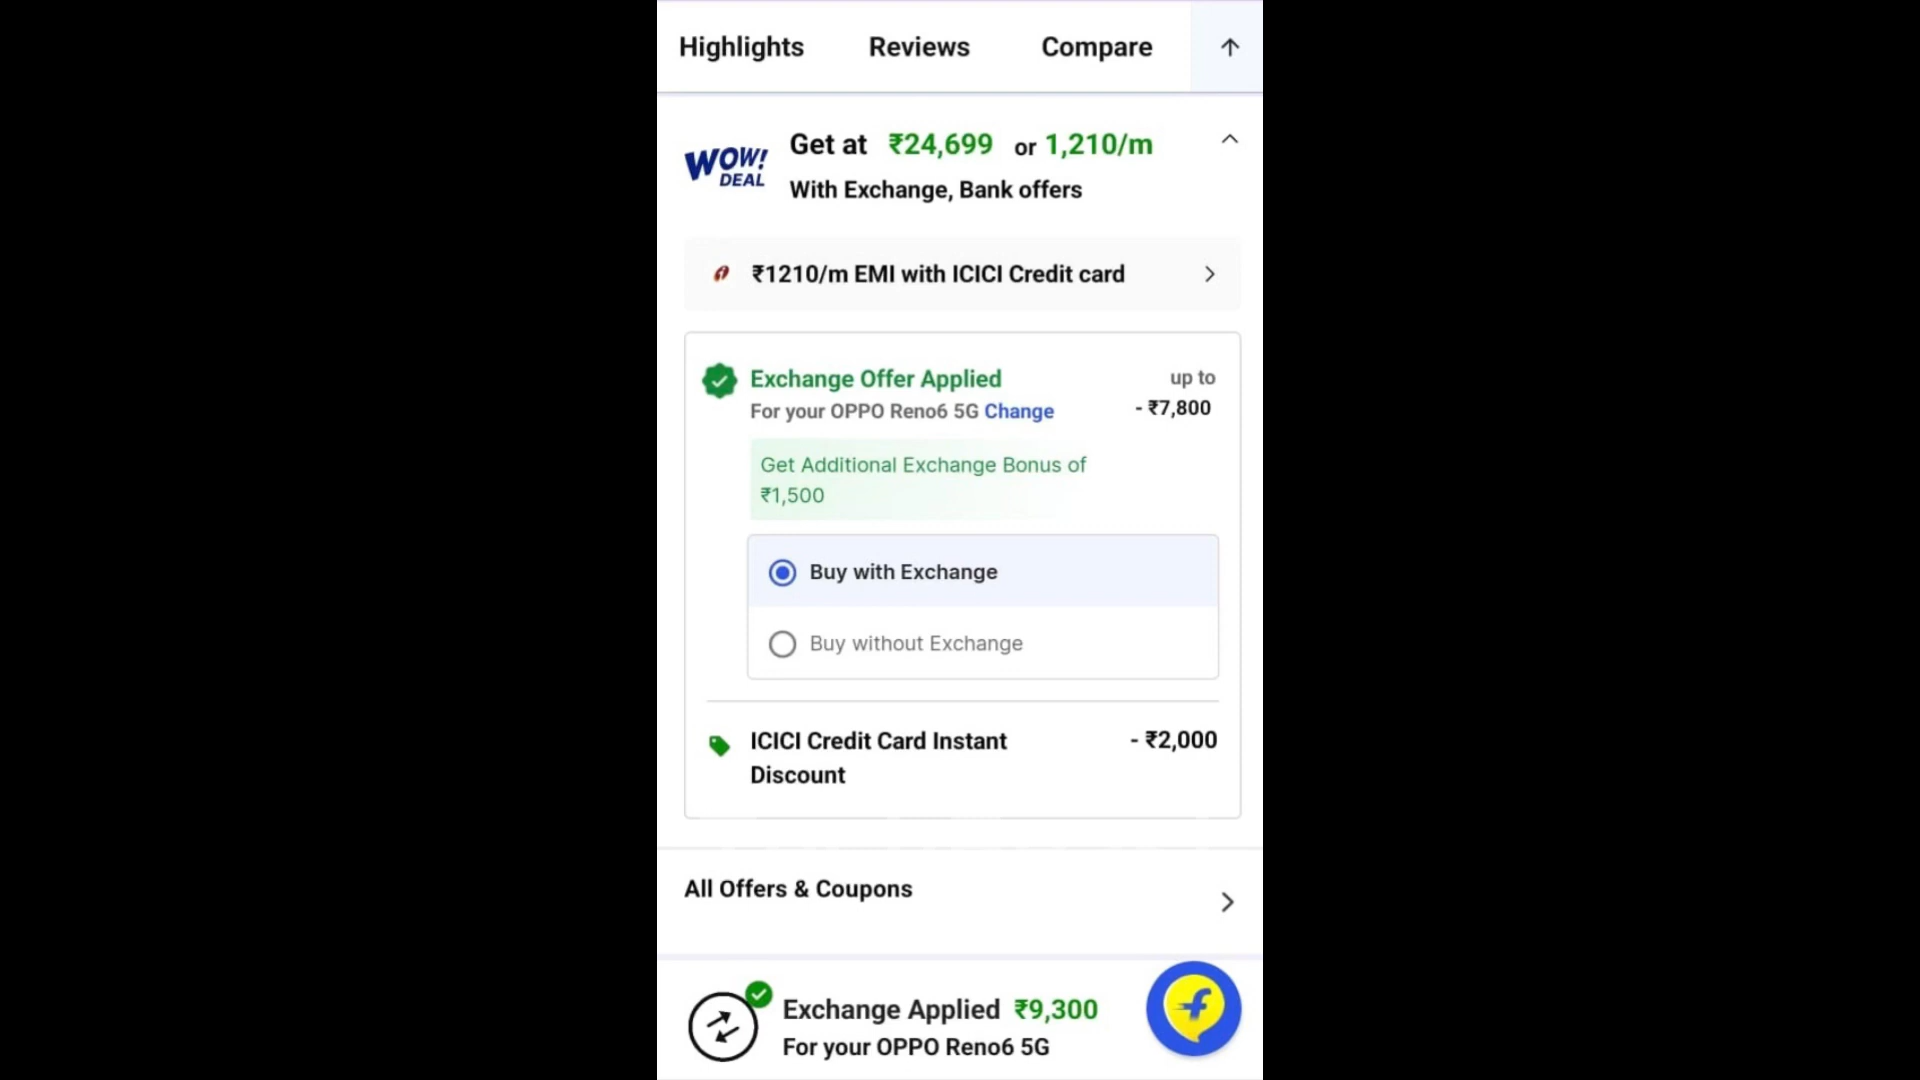 Highlights Reviews Compare
WOW! DEAL
Get at ₹24,699 or 1,210/m
With Exchange, Bank offers
₹1210/m EMI with ICICI Credit card
Exchange Offer Applied up to
For your OPPO Reno6 5G Change - ₹7,800
Get Additional Exchange Bonus of
₹1,500
Buy with Exchange
Buy without Exchange
ICICI Credit Card Instant - ₹2,000
Discount
All Offers & Coupons
Exchange Applied ₹9,300
For your OPPO Reno6 5G